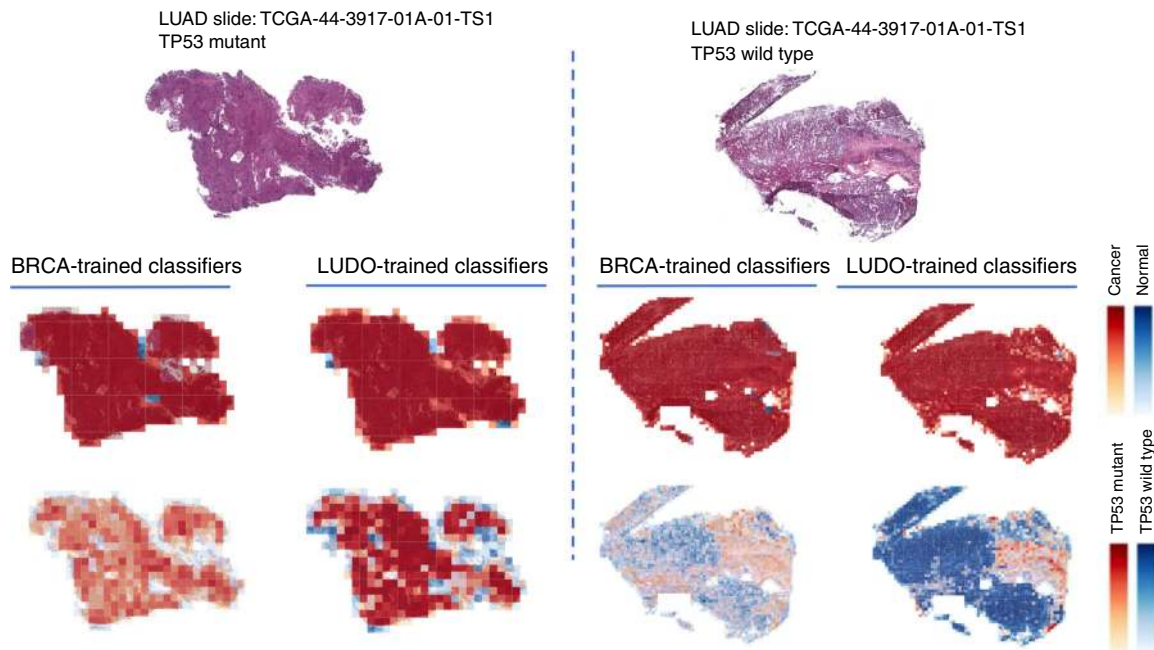 LUAD slide: TCGA-44-3917-01A-01-TS1
TP53 mutant
LUAD slide: TCGA-44-3917-01A-01-TS1
TP53 wild type
BRCA-trained classifiers
LUDO-trained classifiers
BRCA-trained classifiers
LUDO-trained classifiers
Cancer
Normal
TP53 mutant
TP53 wild type